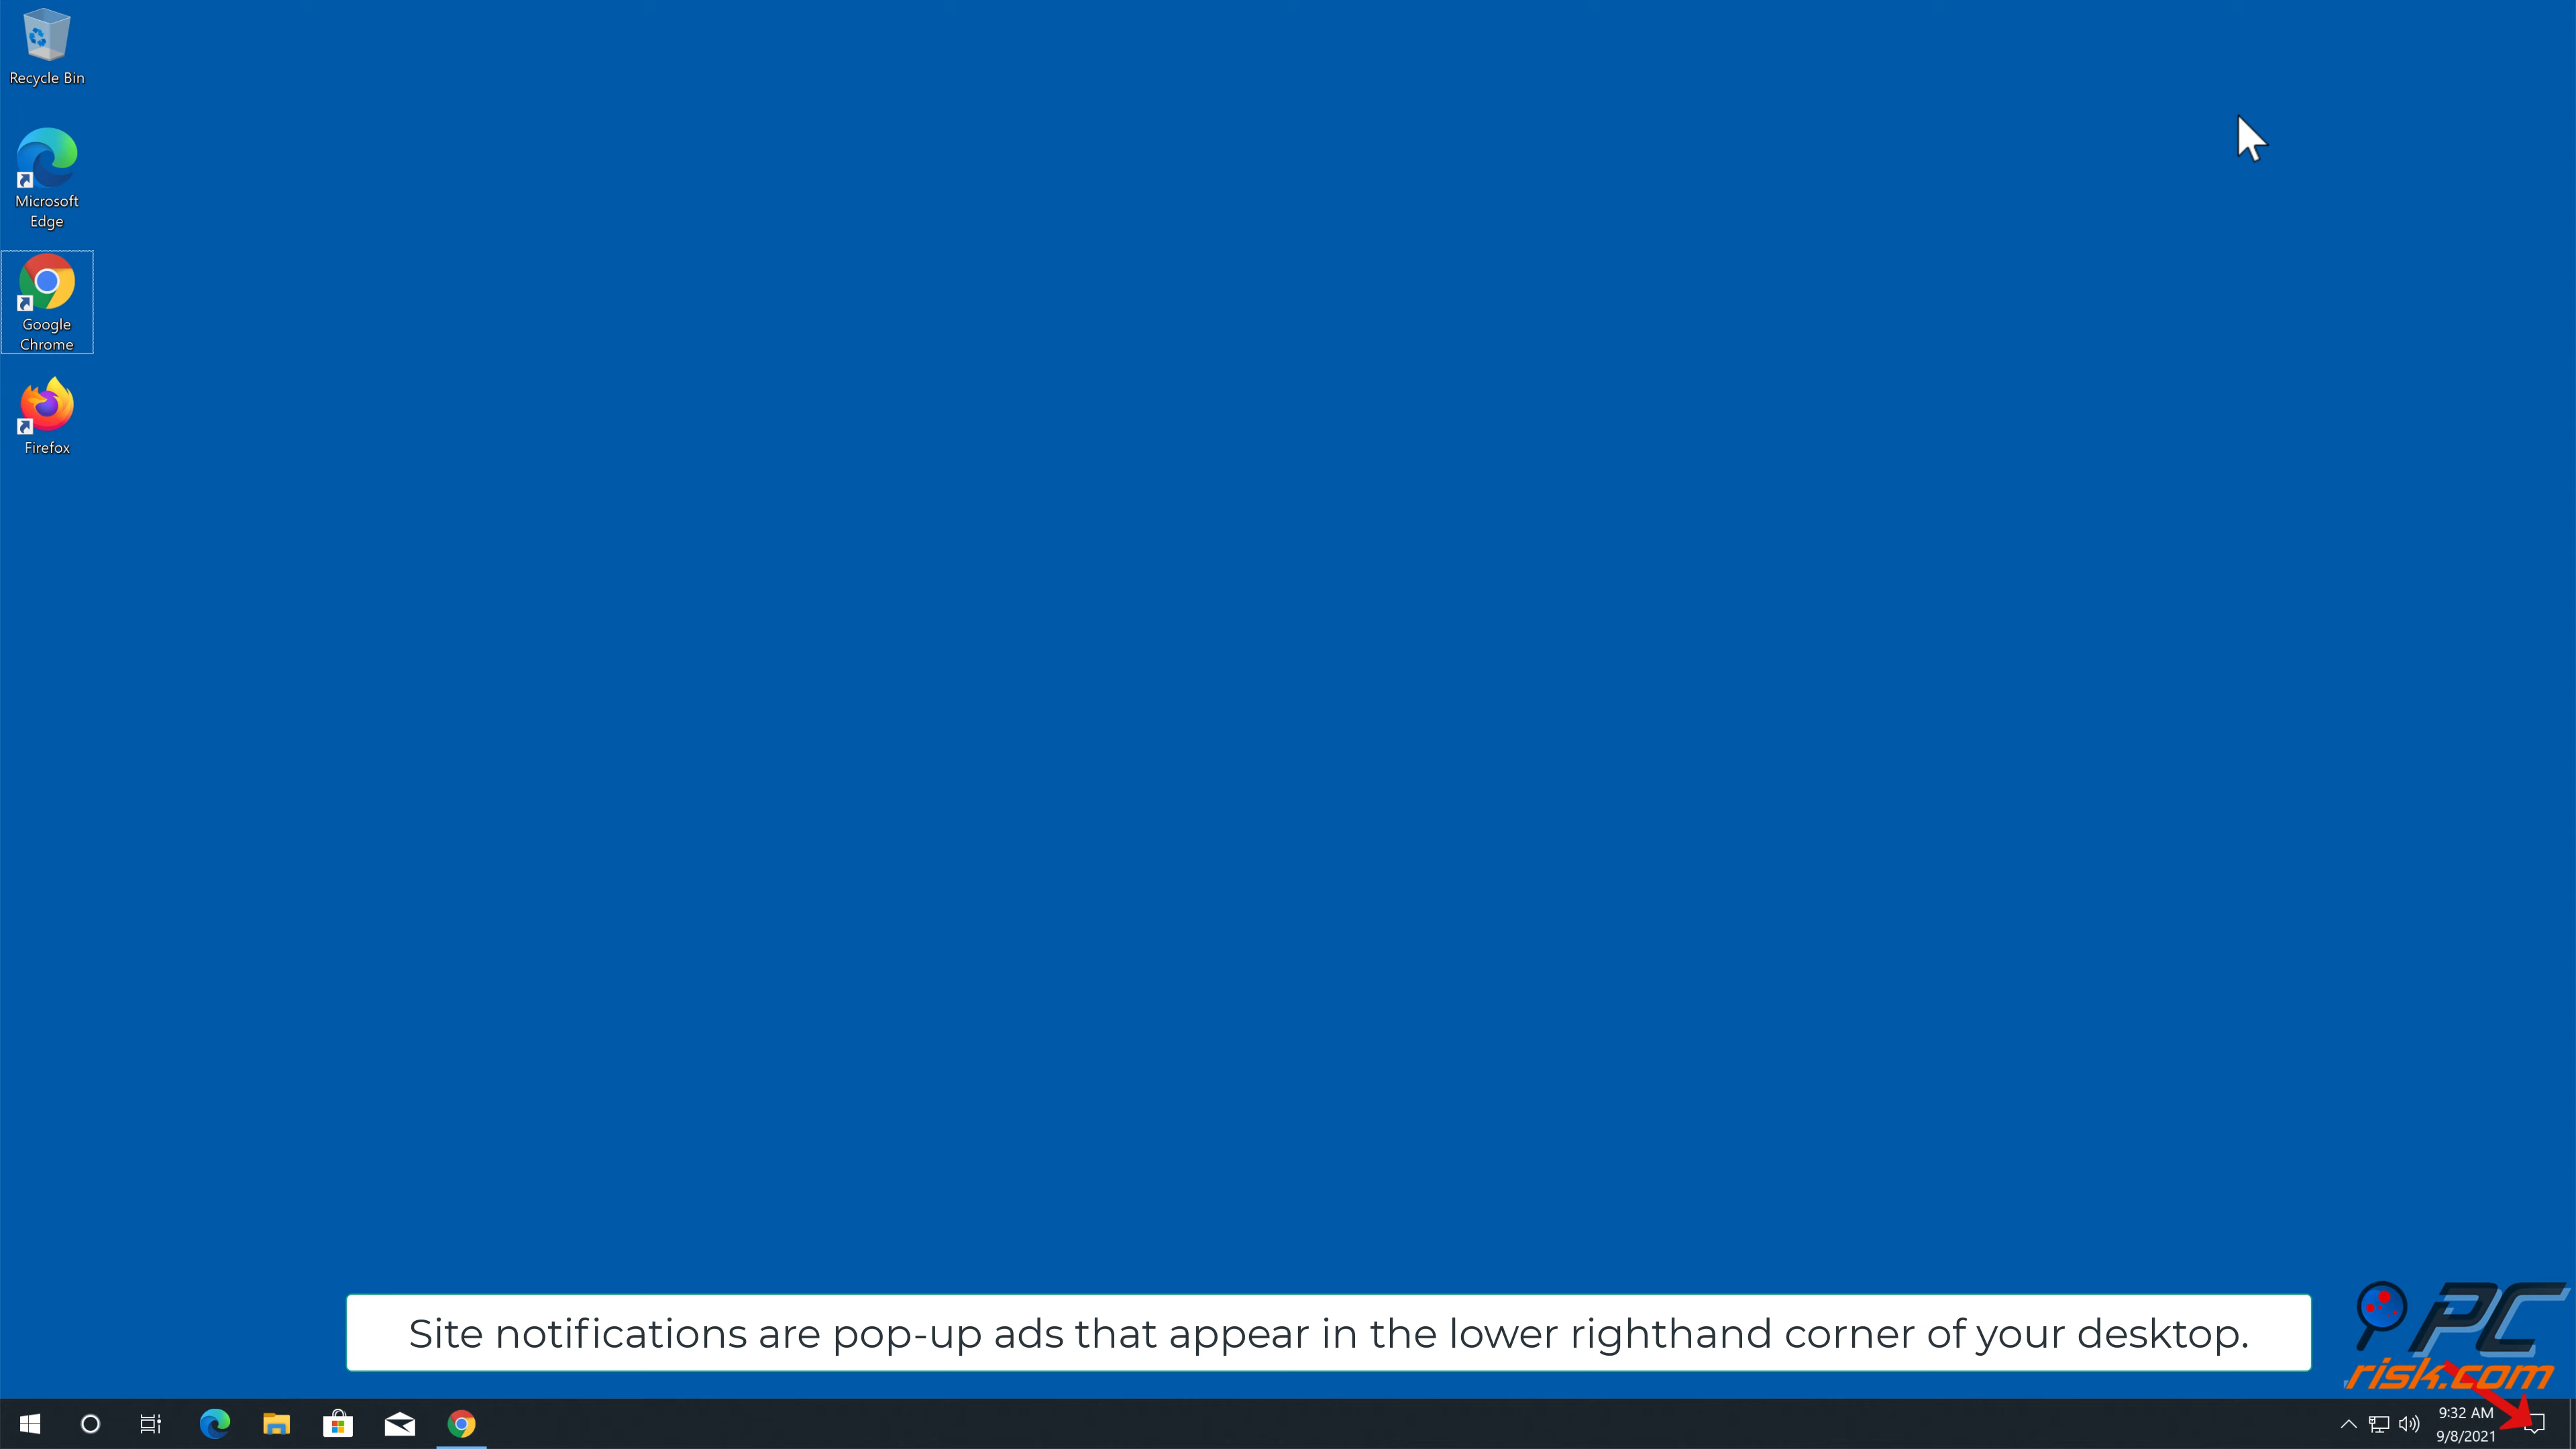 Recycle Bin
Microsoft
Edge
Google
Chrome
Firefox
Site notifications are pop-up ads that appear in the lower righthand corner of your desktop.
PC
risk.com
9:32 AM
9/8/2021